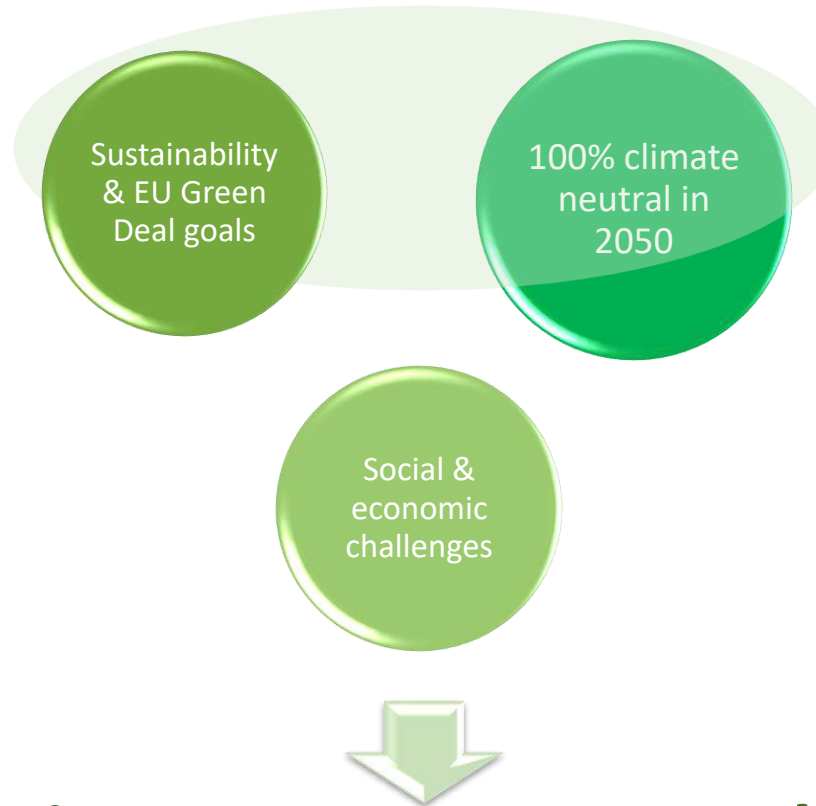 Sustainability
& EU Green
Deal goals
100% climate
neutral in
2050
Social &
economic
challenges